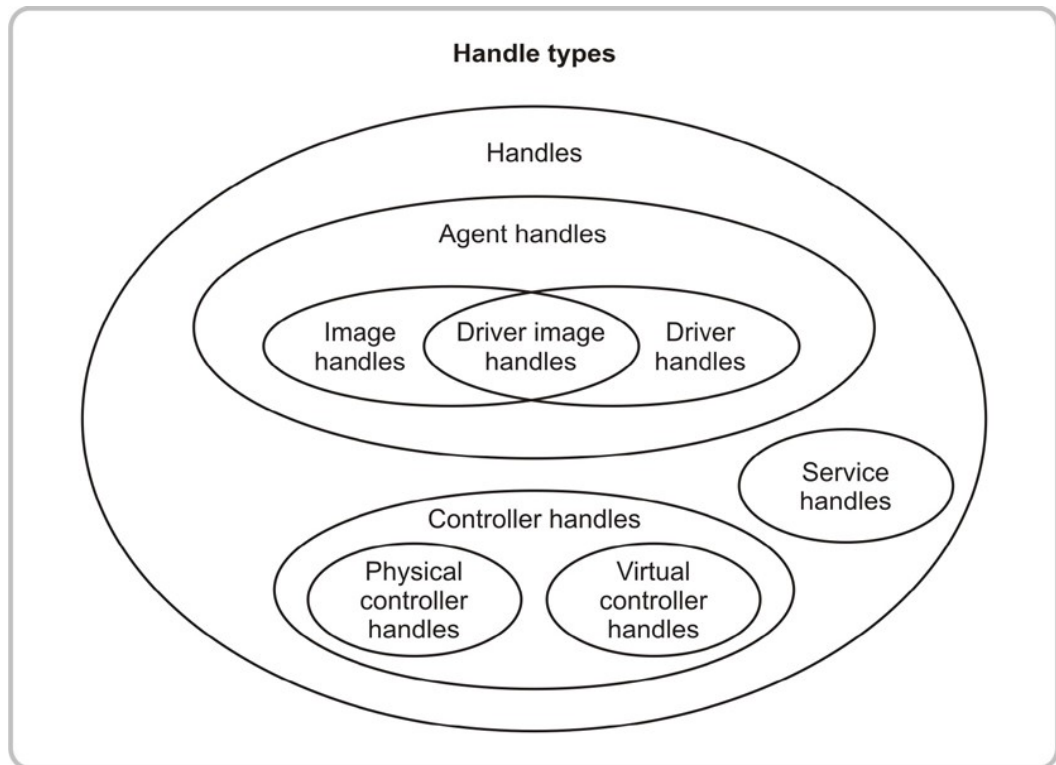 Handle types
Handles
Agent handles
Image
handles
Driver image
handles
Driver
handles
Service
handles
Controller handles
Physical
controller
handles
Virtual
controller
handles